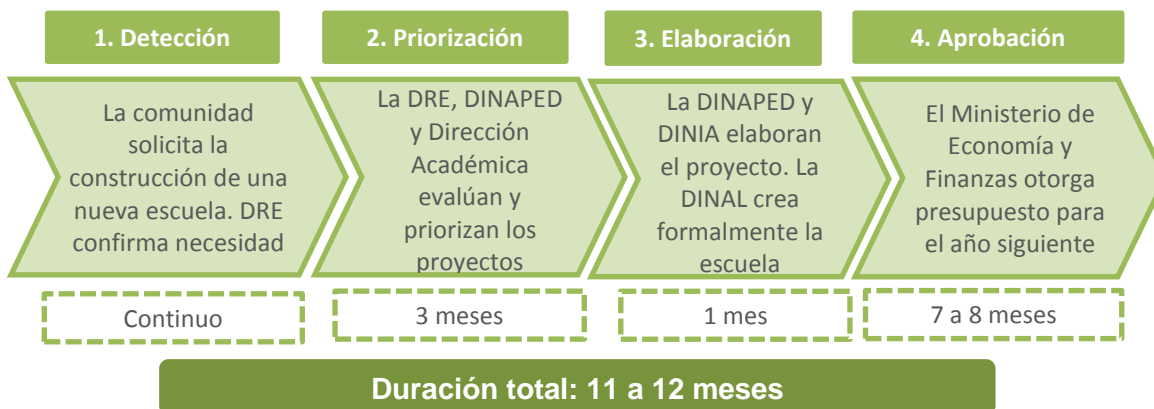 1. Detección
2. Priorización
3. Elaboración
4. Aprobación
La comunidad
solicita la
construcción de una
nueva escuela. DRE
confirma necesidad
La DRE, DINAPED
y Dirección
Académica
evalúan y
priorizan los
proyectos
La DINAPED y
DINIA elaboran
el proyecto. La
DINAL crea
formalmente la
escuela
El Ministerio de
Economía y
Finanzas otorga
presupuesto para
el año siguiente
Continuo
3 meses
1 mes
7 a 8 meses
Duración total: 11 a 12 meses